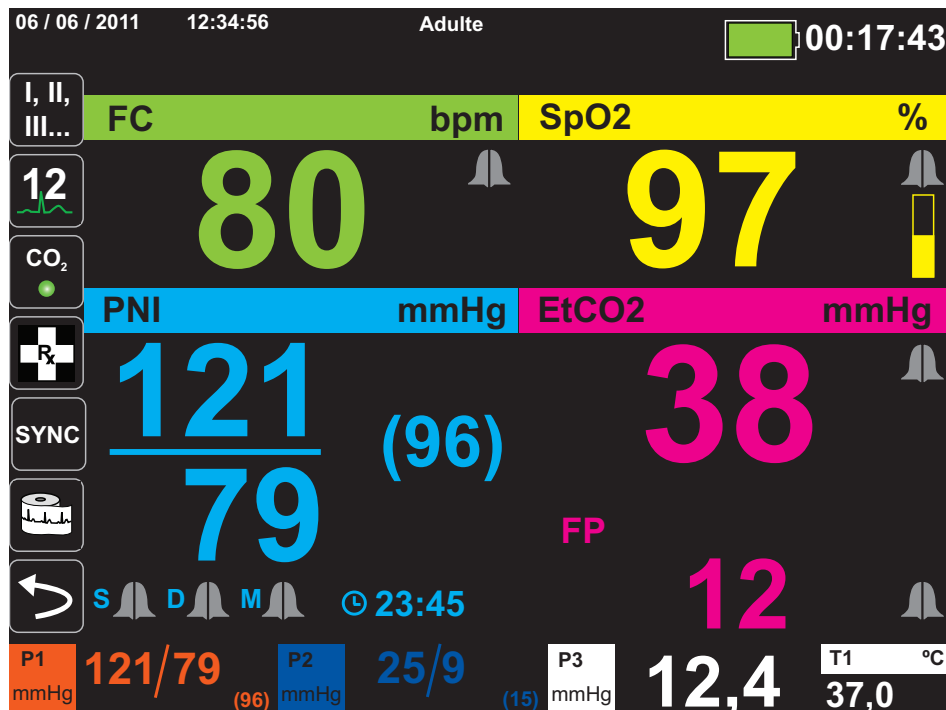 06 / 06 / 2011 12:34:56 Adulte 00:17:43
I, II,
III...
FC bpm SpO2 %
12
80 97
CO₂
PNI mmHg EtCO2 mmHg
Rx
121 (96) 38
SYNC
79
FP
12
S D M 23:45
P1 mmHg 121/79 (96) P2 mmHg 25/9 (15) P3 mmHg 12,4 T1 ºC 37,0